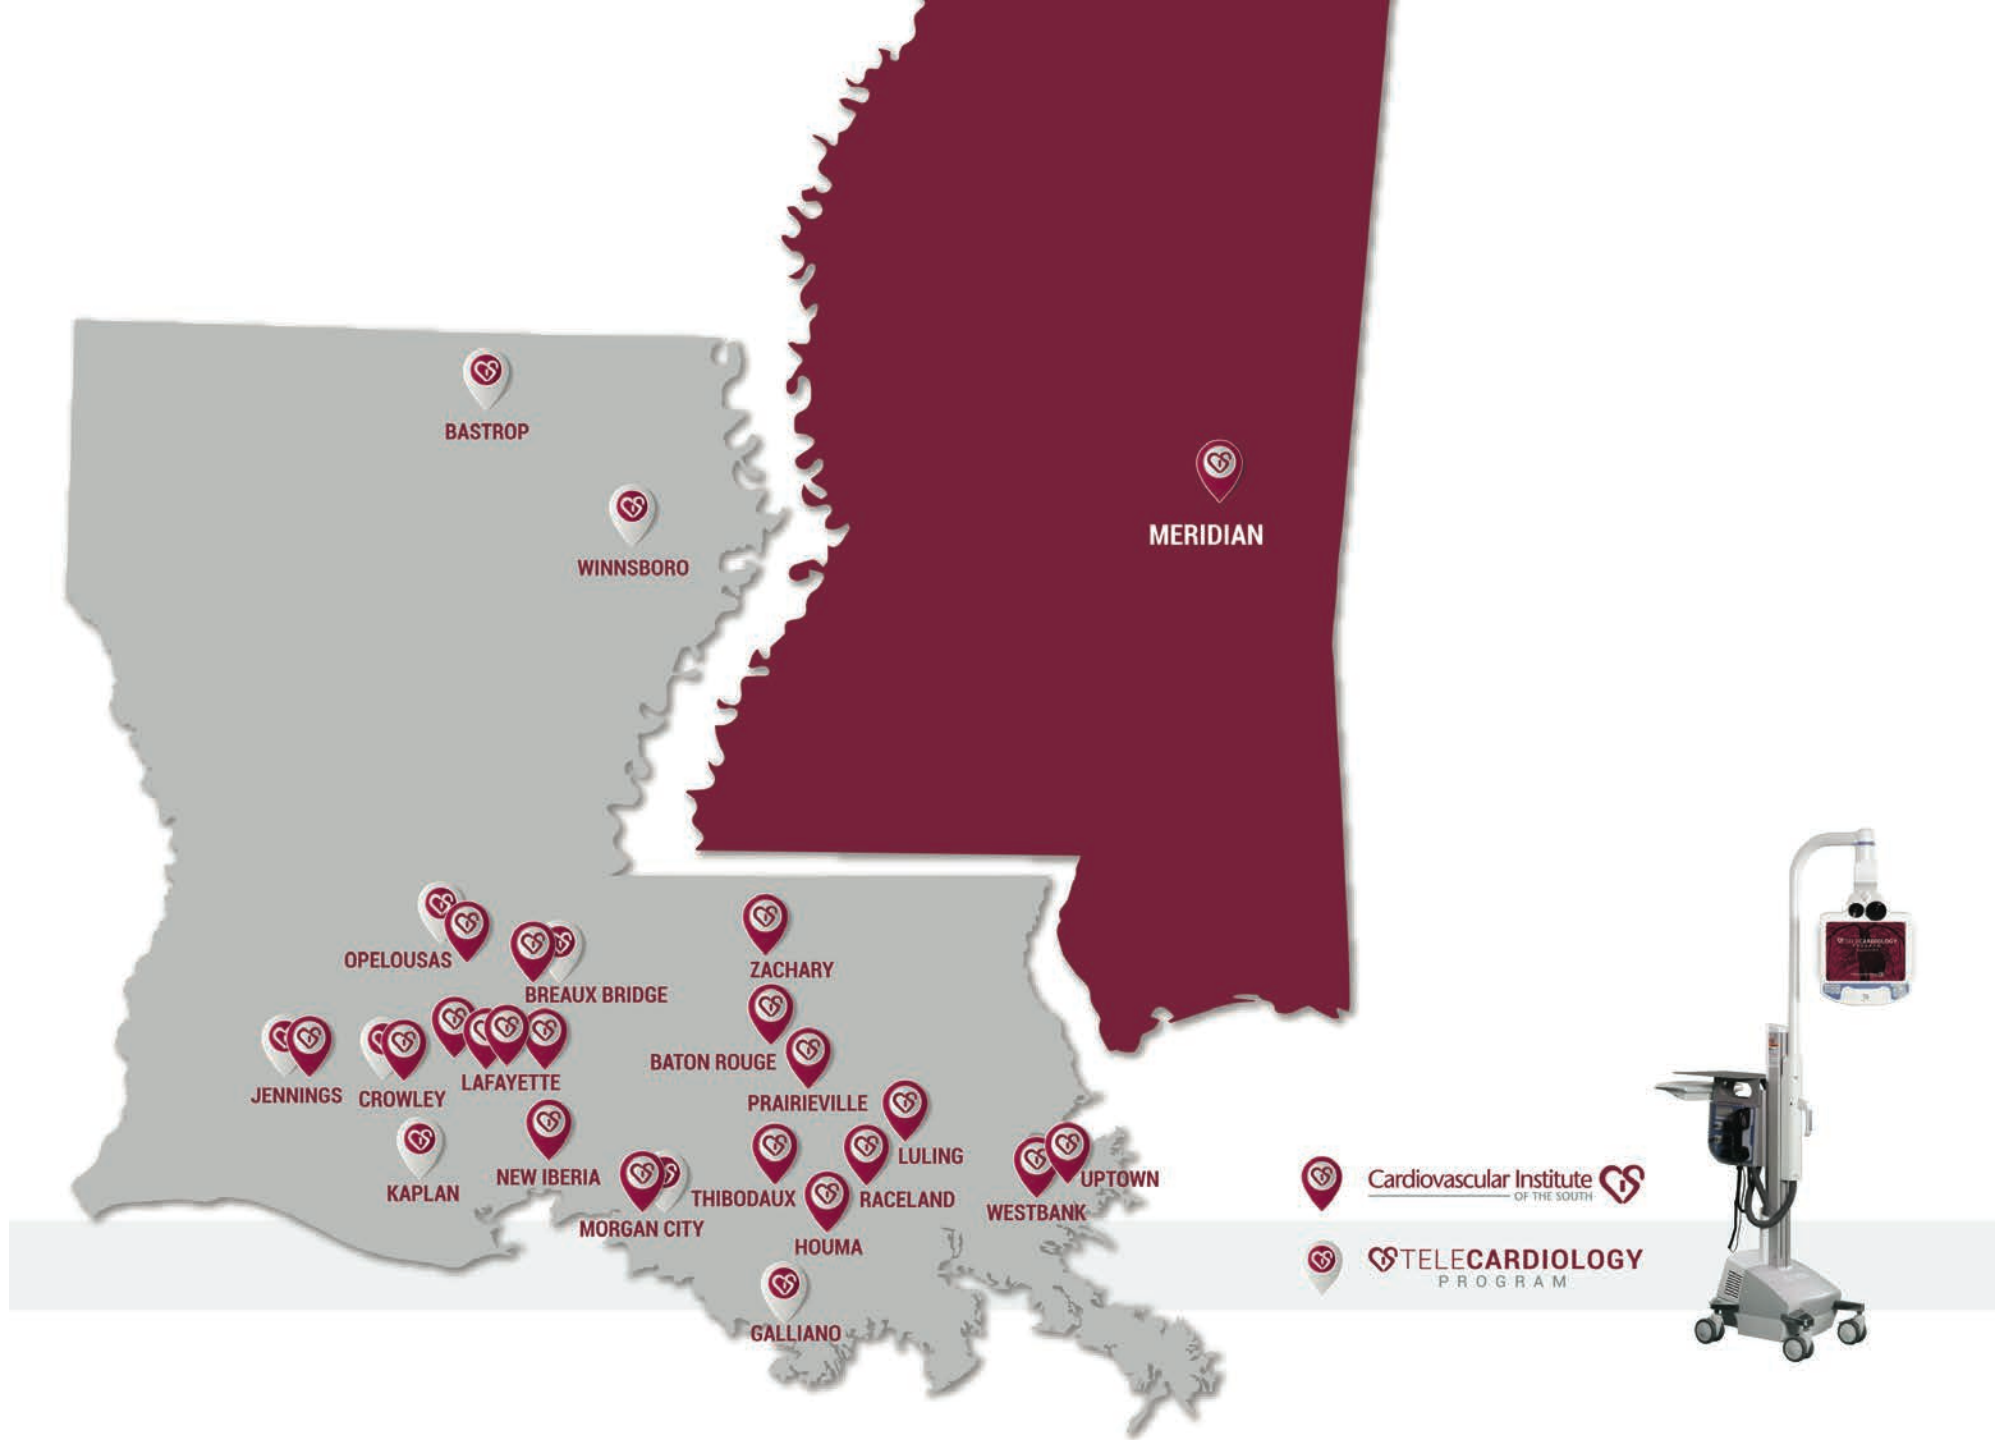 BASTROP
WINNSBORO
MERIDIAN
OPELOUSAS
BREAUX BRIDGE
ZACHARY
BATON ROUGE
JENNINGS
CROWLEY
LAFAYETTE
PRAIRIEVILLE
LULING
KAPLAN
NEW IBERIA
MORGAN CITY
THIBODAUX
RACELAND
HOUMA
WESTBANK
UPTOWN
GALLIANO
Cardiovascular Institute
OF THE SOUTH
TELECARDIOLOGY
PROGRAM
TELECARDIOLOGY